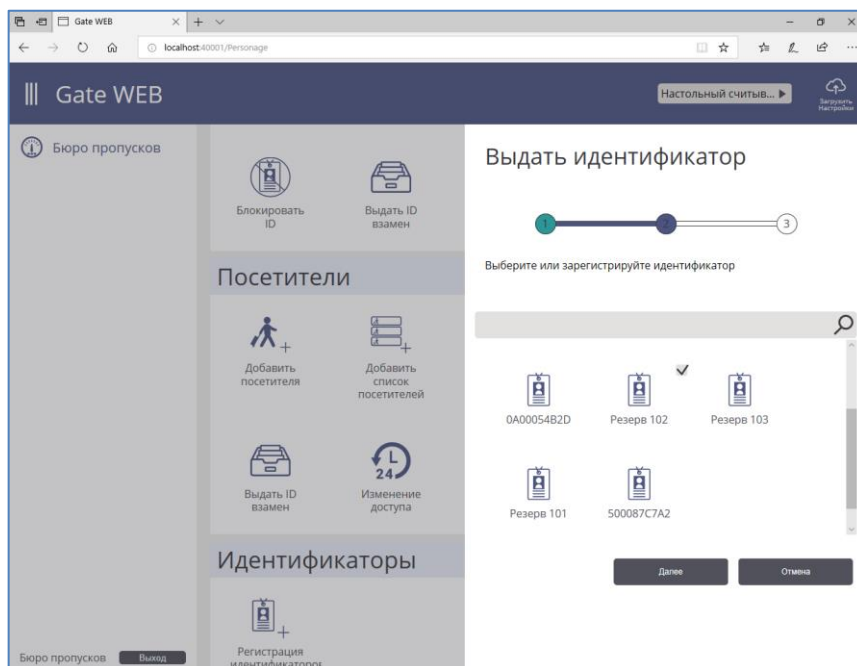 Gate WEB
localhost:40001/Personage
Gate WEB
Настольный считыв...
Загрузить
Настройки
Бюро пропусков
Блокировать
ID
Выдать ID
взамен
Посетители
Добавить
посетителя
Добавить
список
посетителей
Выдать ID
взамен
24
Изменение
доступа
Идентификаторы
Регистрация
идентификаторов
Бюро пропусков
Выход
Выдать идентификатор
1
2
3
Выберите или зарегистрируйте идентификатор
0A00054B2D
Резерв 102
Резерв 103
Резерв 101
500087C7A2
Далее
Отмена